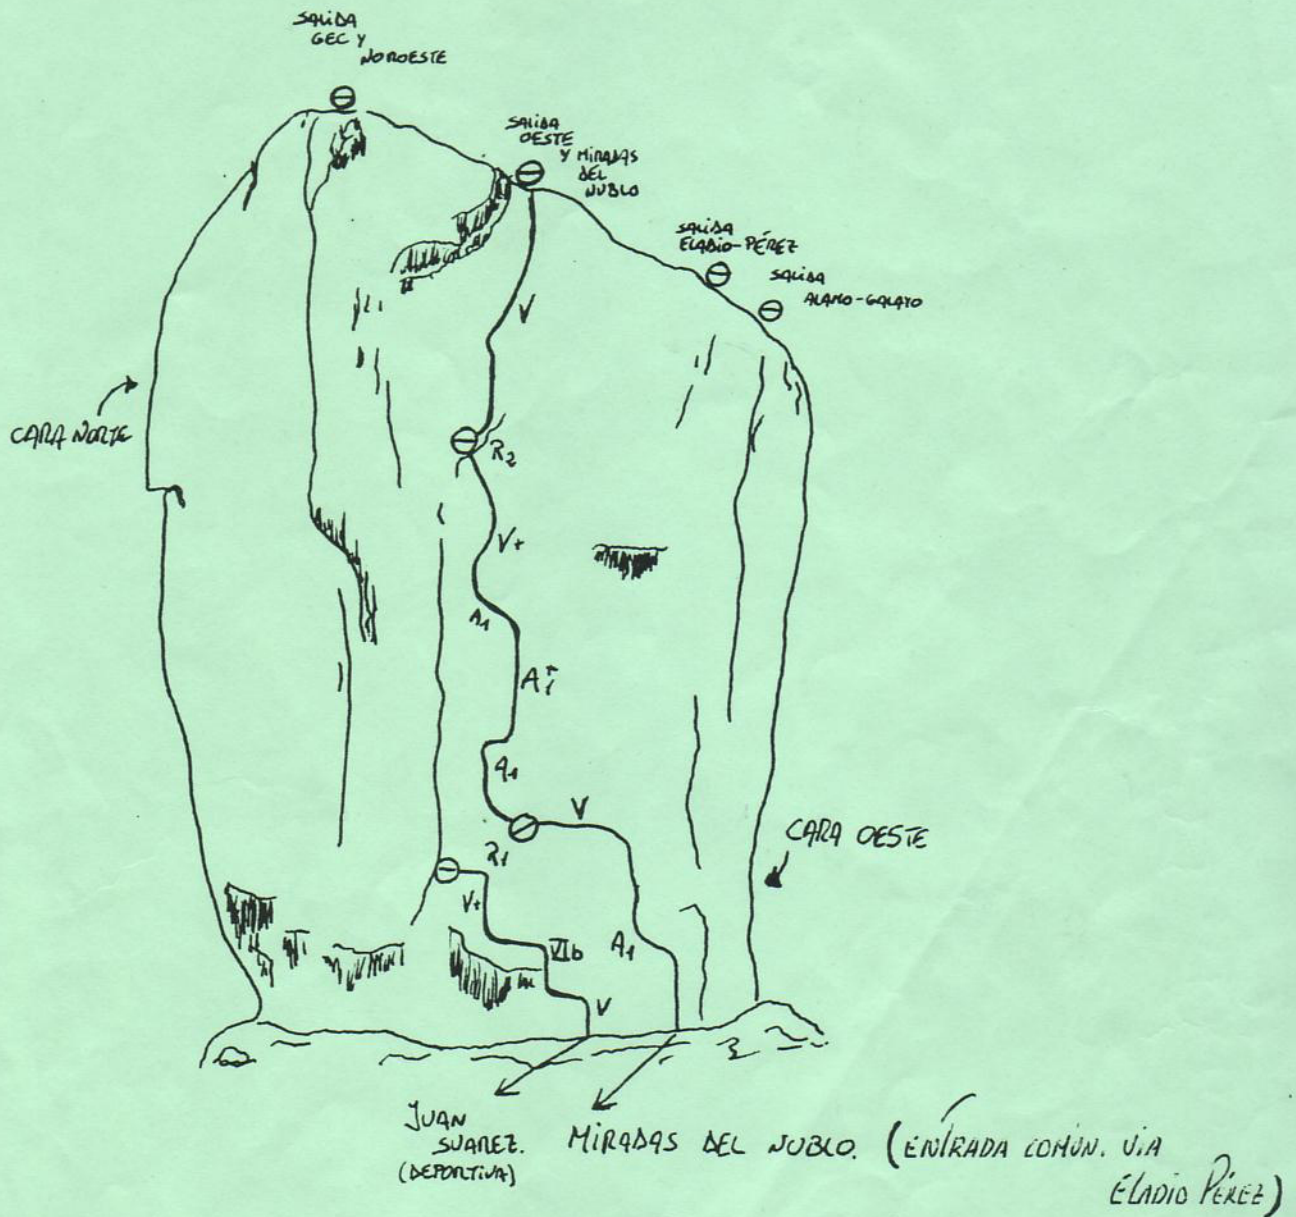 SALIDA
GEC Y
NOROESTE
SALIDA
OESTE
Y MIRADAS
DEL
NUBLO
SALIDA
ELADIO-PÉREZ
SALIDA
ALAMO-GALAYO
V
CARA NORTE
R2
V+
A1
A1+
A1
V
R1
CARA OESTE
V+
VIb
A1
V
JUAN
SUAREZ.
(DEPORTIVA)
MIRADAS DEL NUBLO. (ENTRADA COMÚN. VIA
ELADIO PÉREZ)